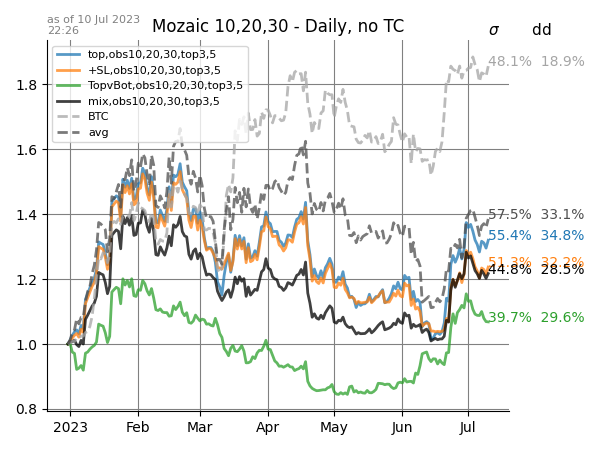 as of 10 Jul 2023
22:26
Mozaic 10,20,30 - Daily, no TC
σ dd
top,obs10,20,30,top3,5
+SL,obs10,20,30,top3,5
TopvBot,obs10,20,30,top3,5
mix,obs10,20,30,top3,5
BTC
avg
48.1% 18.9%
57.5% 33.1%
55.4% 34.8%
51.3% 32.2%
44.8% 28.5%
39.7% 29.6%
1.8
1.6
1.4
1.2
1.0
0.8
2023 Feb Mar Apr May Jun Jul